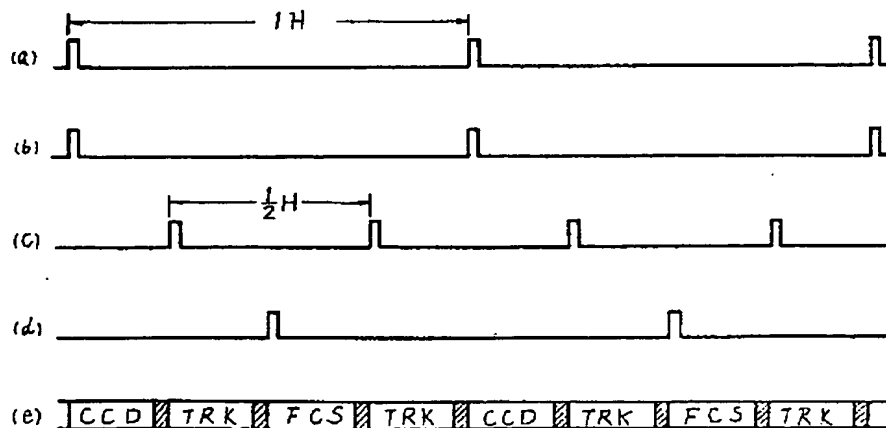 1H
(a)
(b)
½H
(c)
(d)
(e) CCD TRK FCS TRK CCD TRK FCS TRK